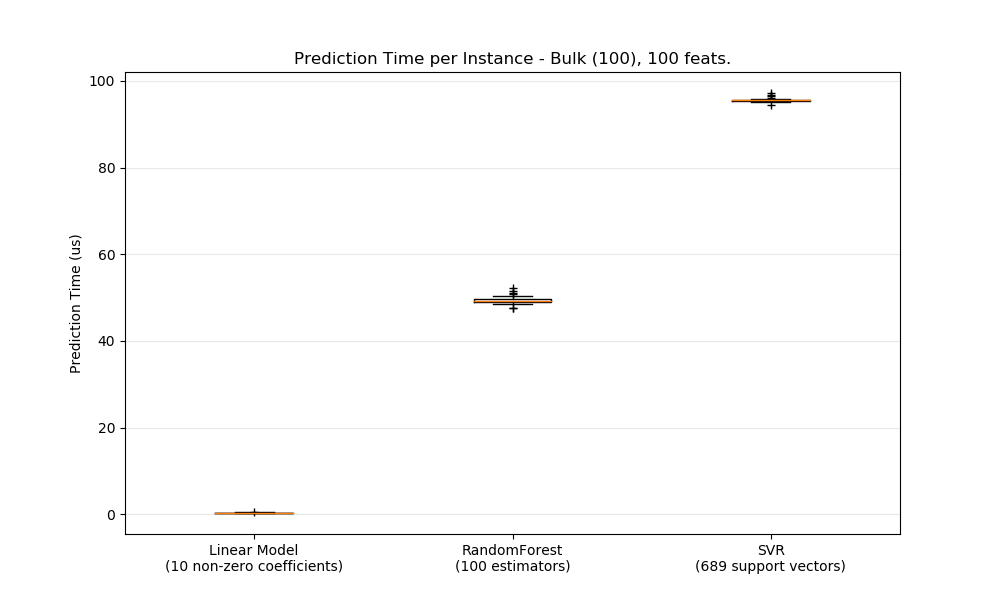 Prediction Time per Instance - Bulk (100), 100 feats.
100
80
60
40
20
0
Prediction Time (us)
Linear Model
(10 non-zero coefficients)
RandomForest
(100 estimators)
SVR
(689 support vectors)